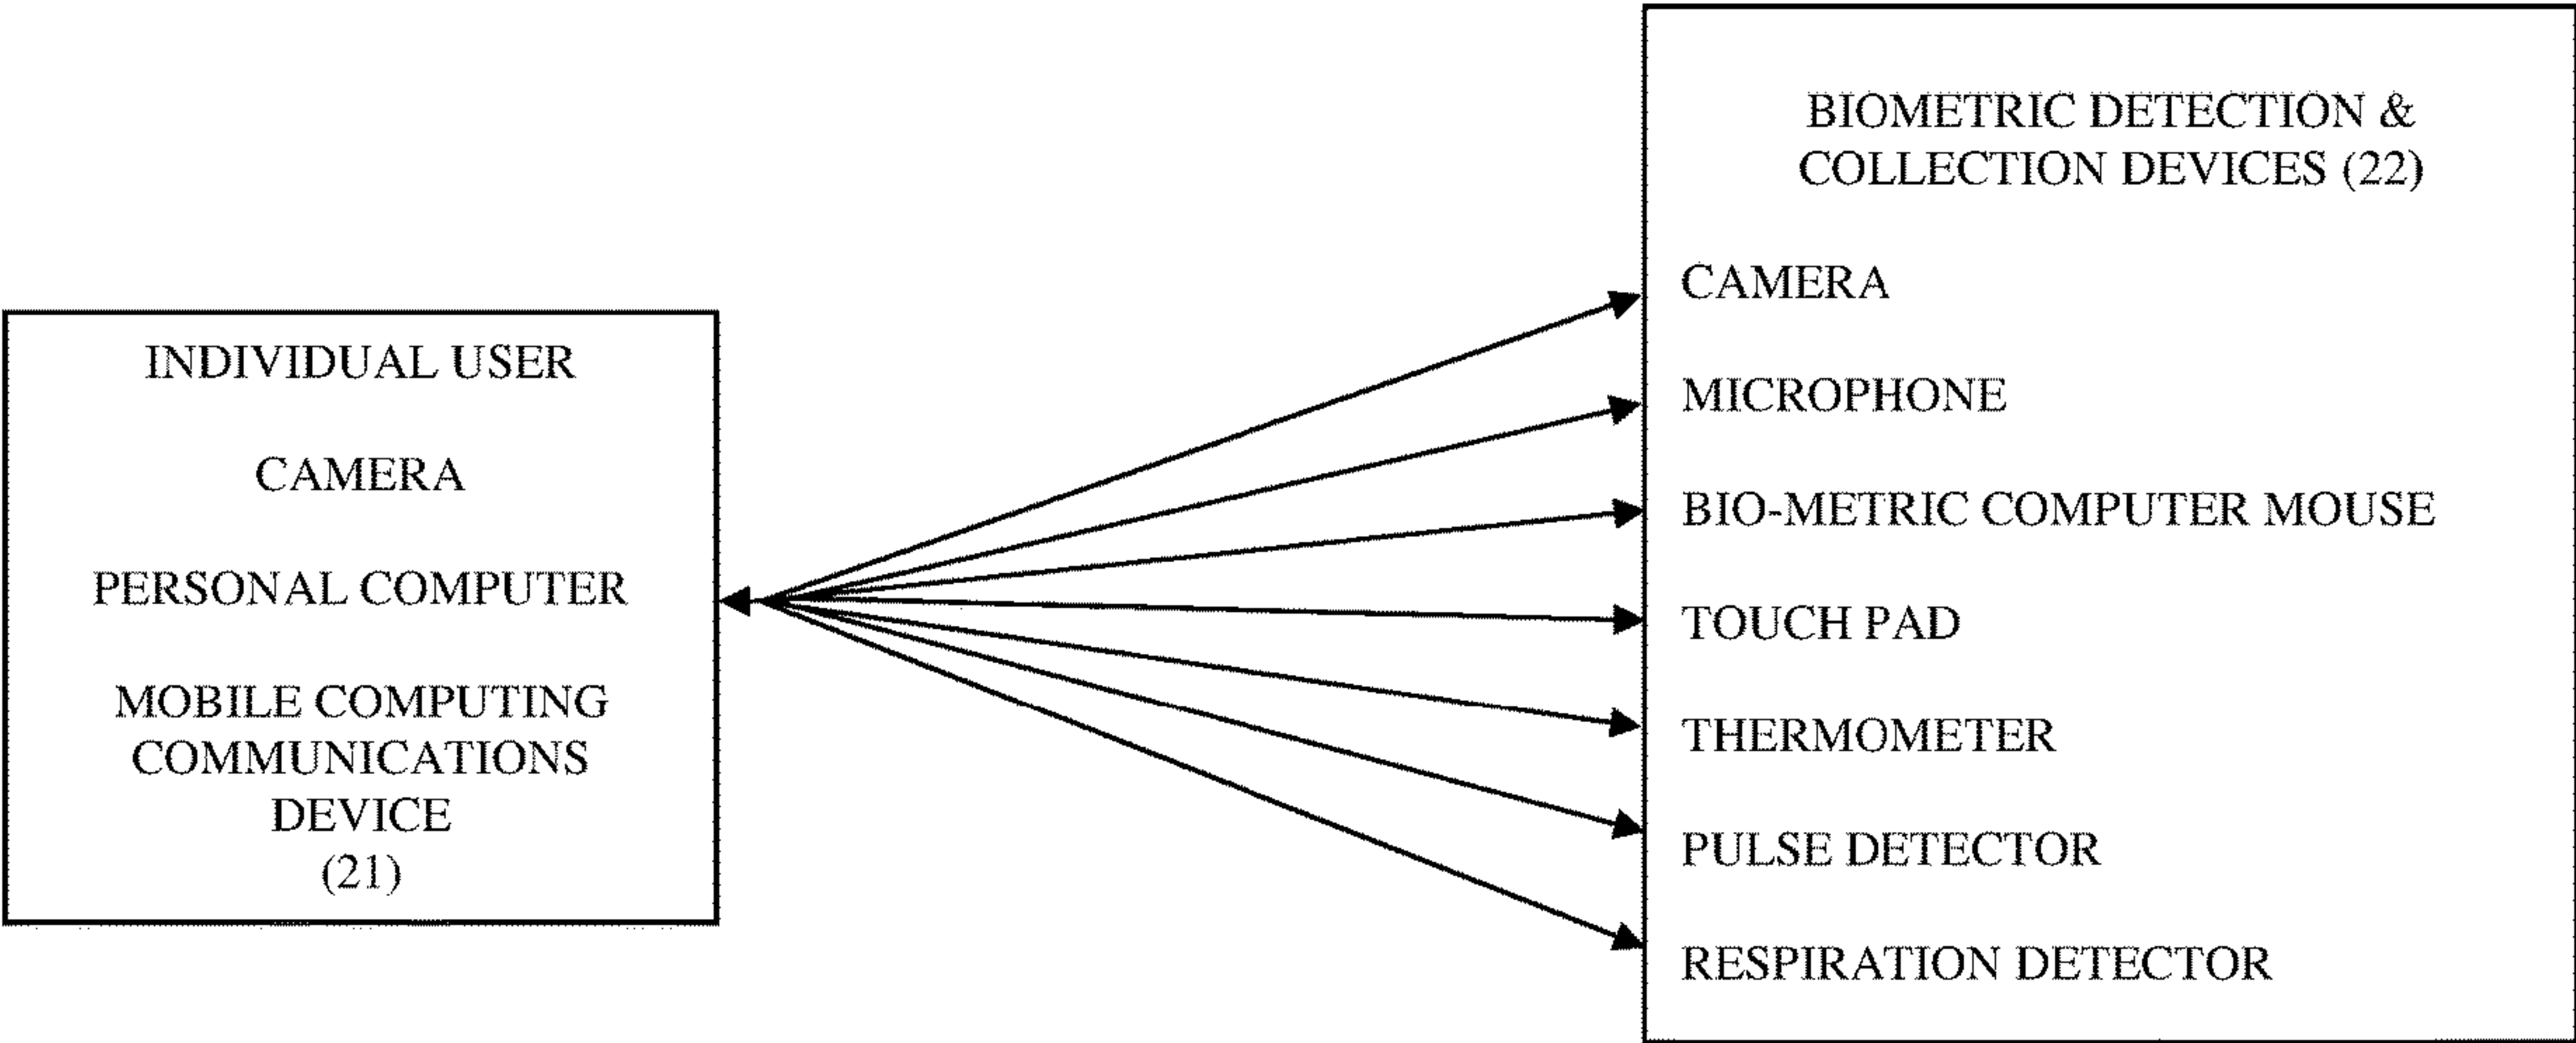 INDIVIDUAL USER
CAMERA
PERSONAL COMPUTER
MOBILE COMPUTING
COMMUNICATIONS
DEVICE
(21)
BIOMETRIC DETECTION &
COLLECTION DEVICES (22)
CAMERA
MICROPHONE
BIO-METRIC COMPUTER MOUSE
TOUCH PAD
THERMOMETER
PULSE DETECTOR
RESPIRATION DETECTOR